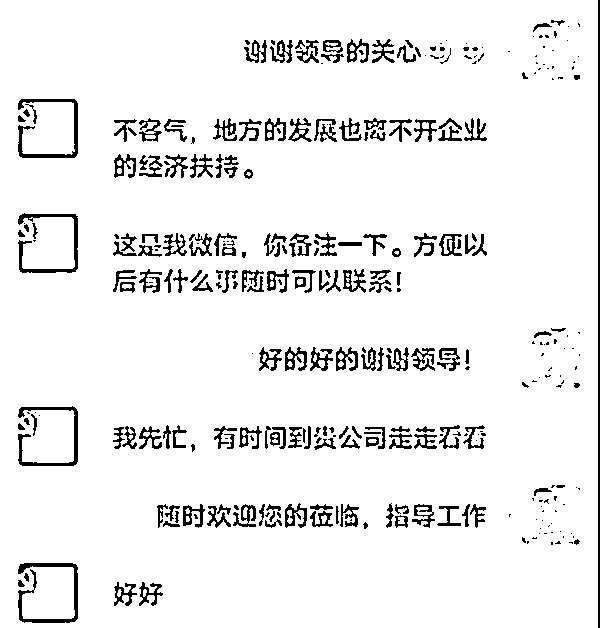 谢谢领导的关心
不客气，地方的发展也离不开企业
的经济扶持。
这是我微信，你备注一下。方便以
后有什么事随时可以联系！
好的好的谢谢领导！
我先忙，有时间到贵公司走走看看
随时欢迎您的莅临，指导工作
好好